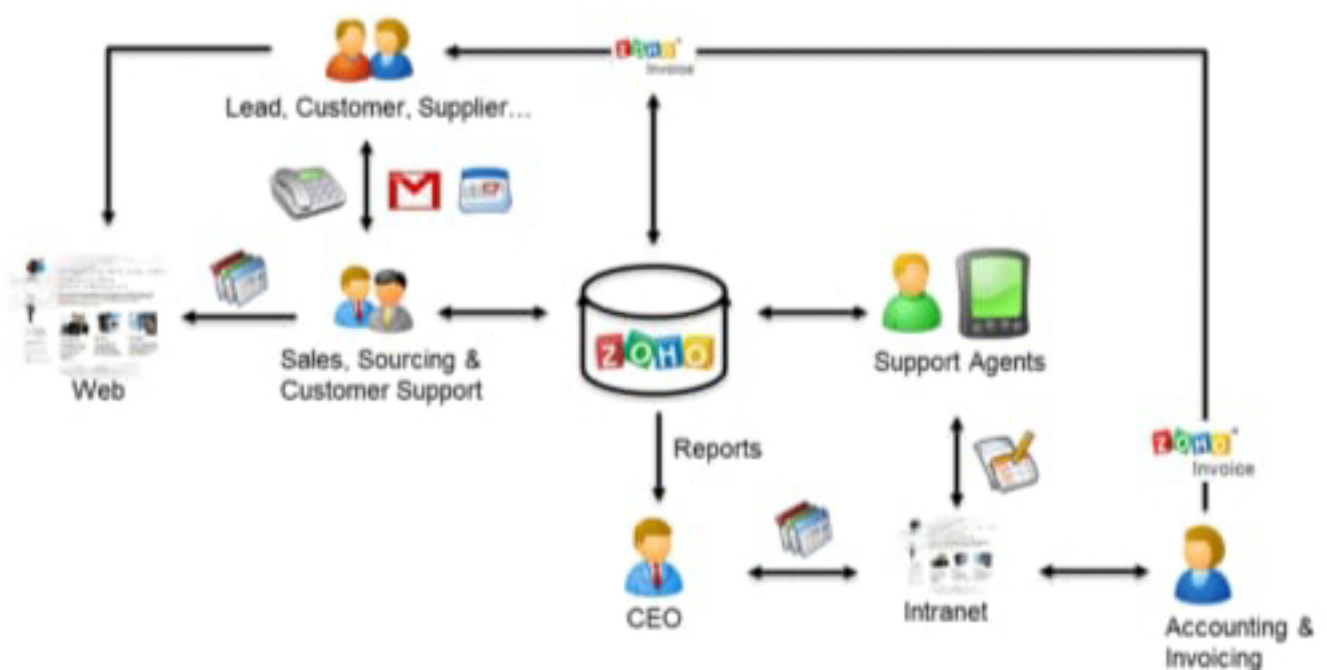 ZOHO
Invoice
Lead, Customer, Supplier...
Web
Sales, Sourcing &
Customer Support
ZOHO
Support Agents
Reports
ZOHO
Invoice
CEO
Intranet
Accounting &
Invoicing